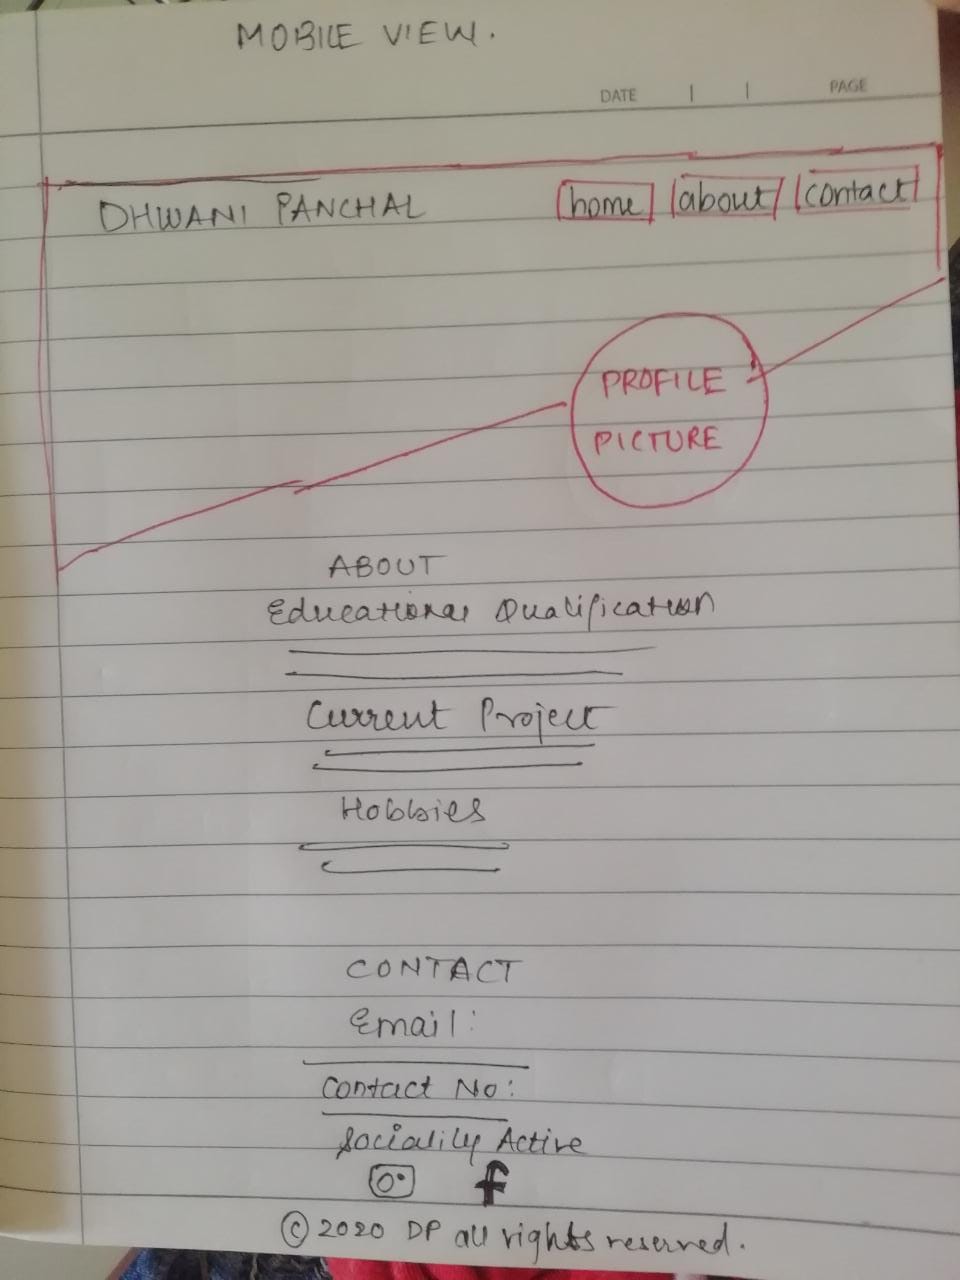 MOBILE VIEW.
DATE | | PAGE
DHWANI PANCHAL home about contact
PROFILE
PICTURE
ABOUT
Educational Qualification
Current Project
Hobbies
CONTACT
Email:
Contact No:
Socialily Active
f
© 2020 DP all rights reserved.